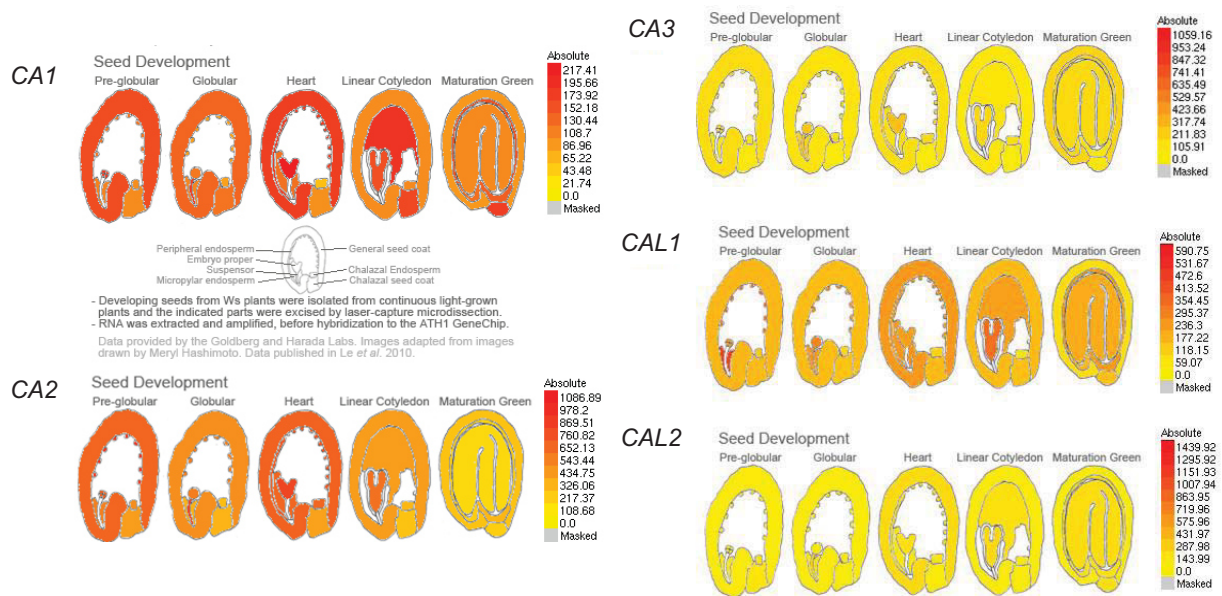 CA1
Seed Development
Pre-globular Globular Heart Linear Cotyledon Maturation Green
Absolute
217.41
195.66
173.92
152.18
130.44
108.7
86.96
65.22
43.48
21.74
0.0
Masked
Peripheral endosperm
Embryo proper
Suspensor
Micropylar endosperm
General seed coat
Chalazal Endosperm
Chalazal seed coat
- Developing seeds from Ws plants were isolated from continuous light-grown
plants and the indicated parts were excised by laser-capture microdissection.
- RNA was extracted and amplified, before hybridization to the ATH1 GeneChip.
Data provided by the Goldberg and Harada Labs. Images adapted from images
drawn by Meryl Hashimoto. Data published in Le et al. 2010.
CA2
Seed Development
Pre-globular Globular Heart Linear Cotyledon Maturation Green
Absolute
1086.89
978.2
869.51
760.82
652.13
543.44
434.75
326.06
217.37
108.68
0.0
Masked
CA3
Seed Development
Pre-globular Globular Heart Linear Cotyledon Maturation Green
Absolute
1059.16
953.24
847.32
741.41
635.49
529.57
423.66
317.74
211.83
105.91
0.0
Masked
CAL1
Seed Development
Pre-globular Globular Heart Linear Cotyledon Maturation Green
Absolute
590.75
531.67
472.6
413.52
354.45
295.37
236.3
177.22
118.15
59.07
0.0
Masked
CAL2
Seed Development
Pre-globular Globular Heart Linear Cotyledon Maturation Green
Absolute
1439.92
1295.92
1151.93
1007.94
863.95
719.96
575.96
431.97
287.98
143.99
0.0
Masked